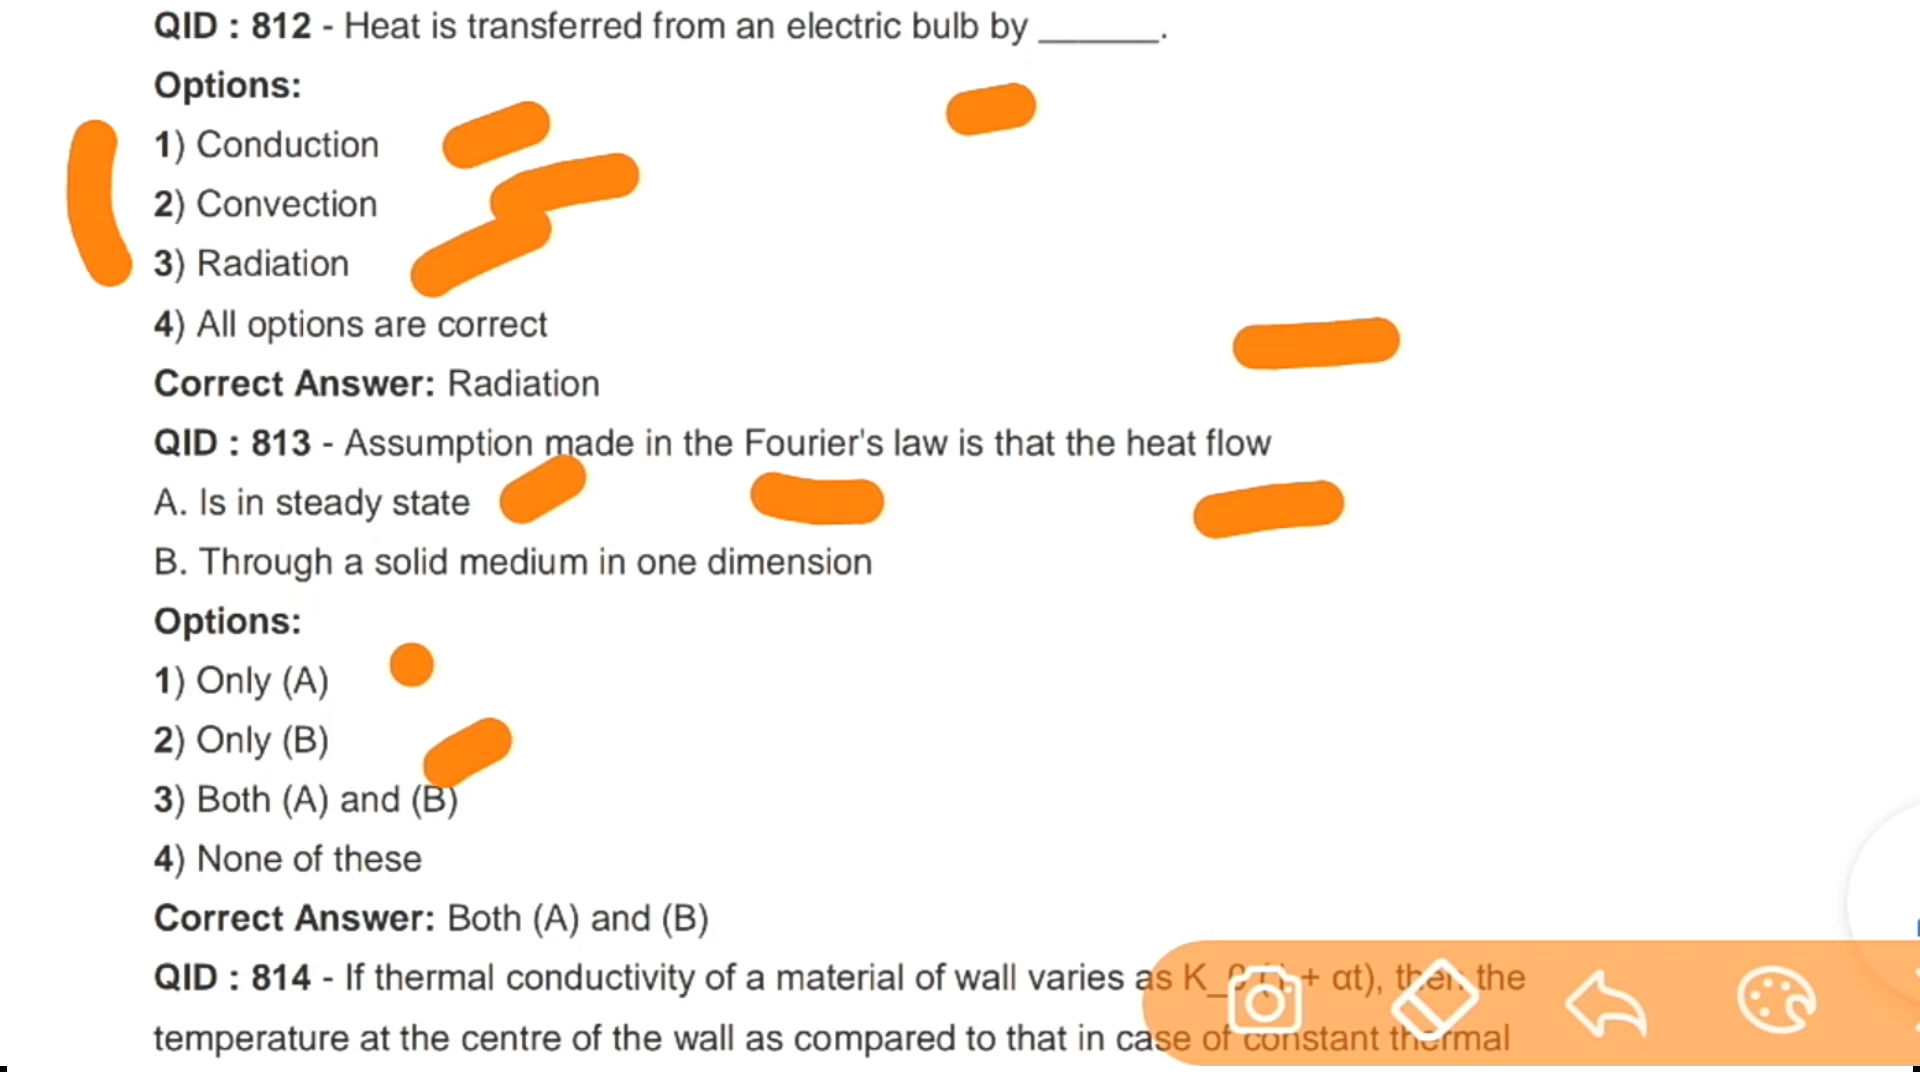 QID : 812 - Heat is transferred from an electric bulb by ______.
Options:
1) Conduction
2) Convection
3) Radiation
4) All options are correct
Correct Answer: Radiation
QID : 813 - Assumption made in the Fourier's law is that the heat flow
A. Is in steady state
B. Through a solid medium in one dimension
Options:
1) Only (A)
2) Only (B)
3) Both (A) and (B)
4) None of these
Correct Answer: Both (A) and (B)
QID : 814 - If thermal conductivity of a material of wall varies as K_ + αt), then the
temperature at the centre of the wall as compared to that in case of constant thermal